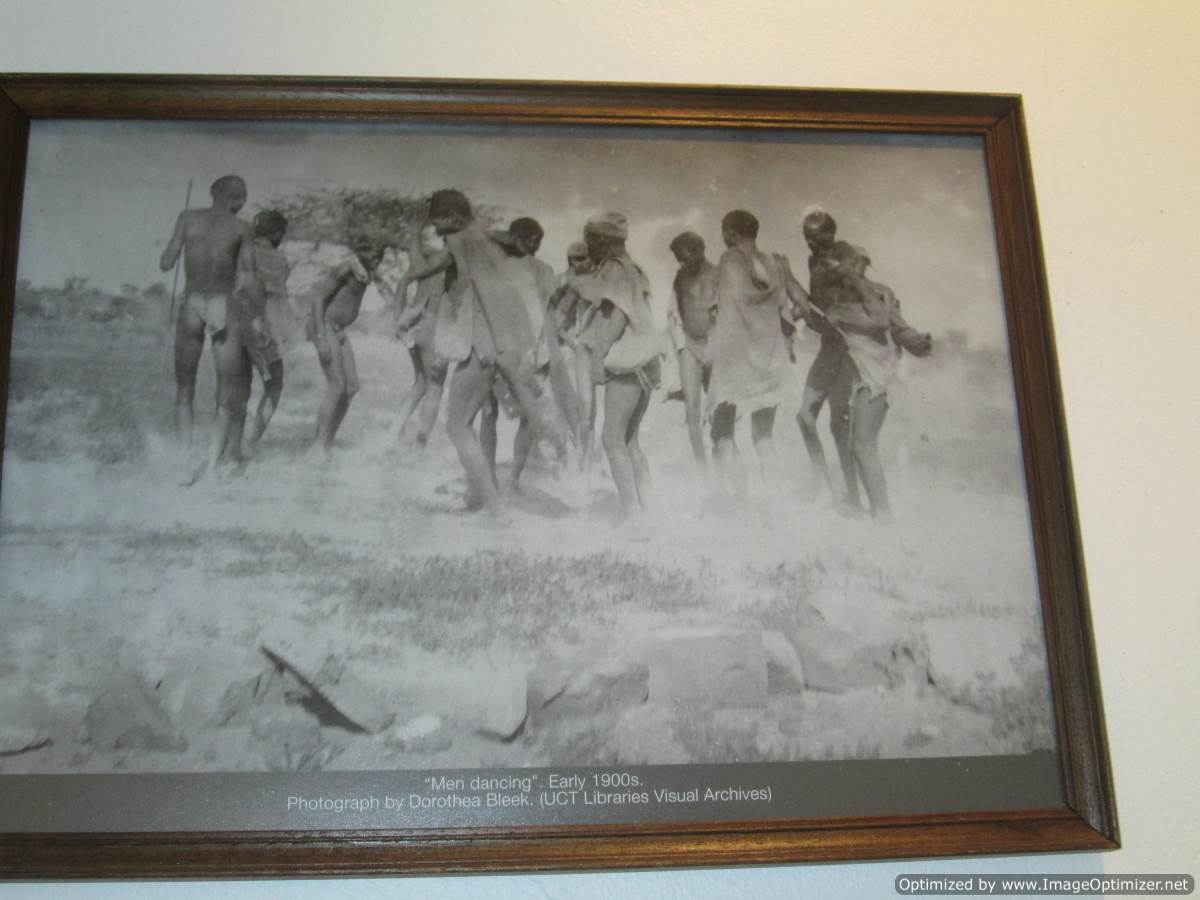 "Men dancing". Early 1900s.
Photograph by Dorothea Bleek. (UCT Libraries Visual Archives)
Optimized by www.ImageOptimizer.net